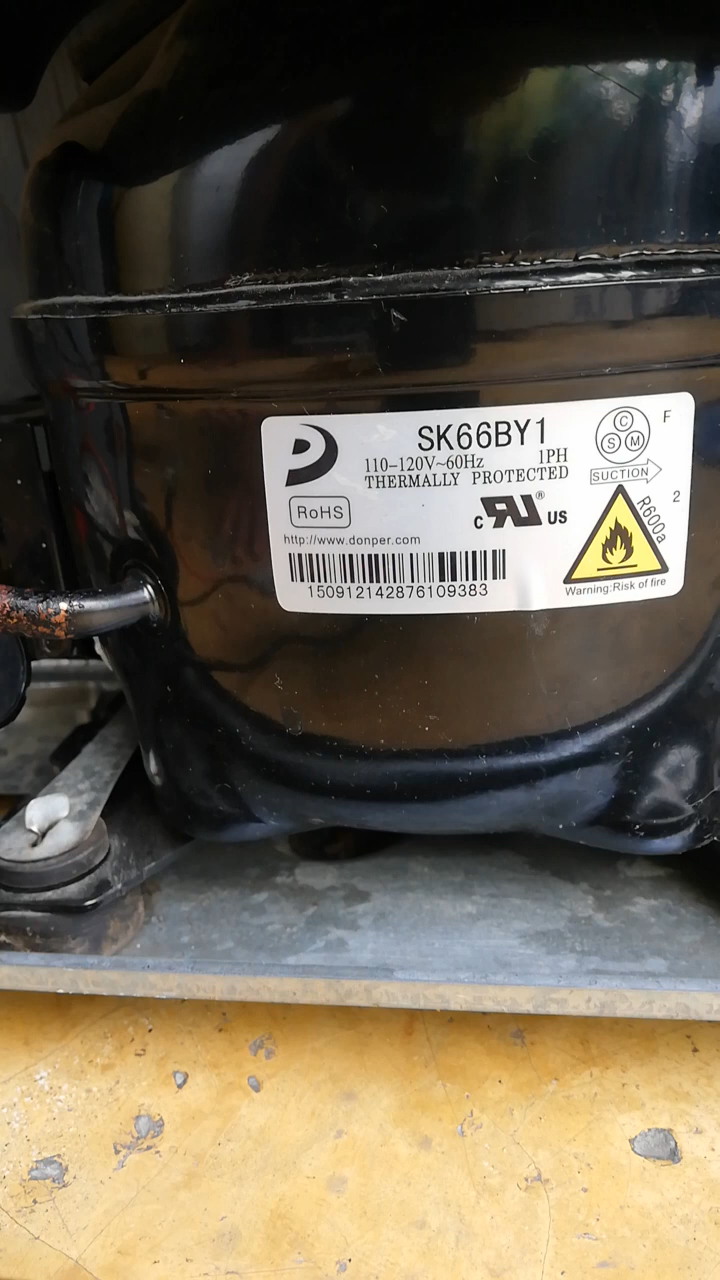 SK66BY1
110-120V~60Hz 1PH
THERMALLY PROTECTED
RoHS
C RU® US
http://www.donper.com
150912142876109383
C
S M
F
SUCTION
2
R600a
Warning:Risk of fire